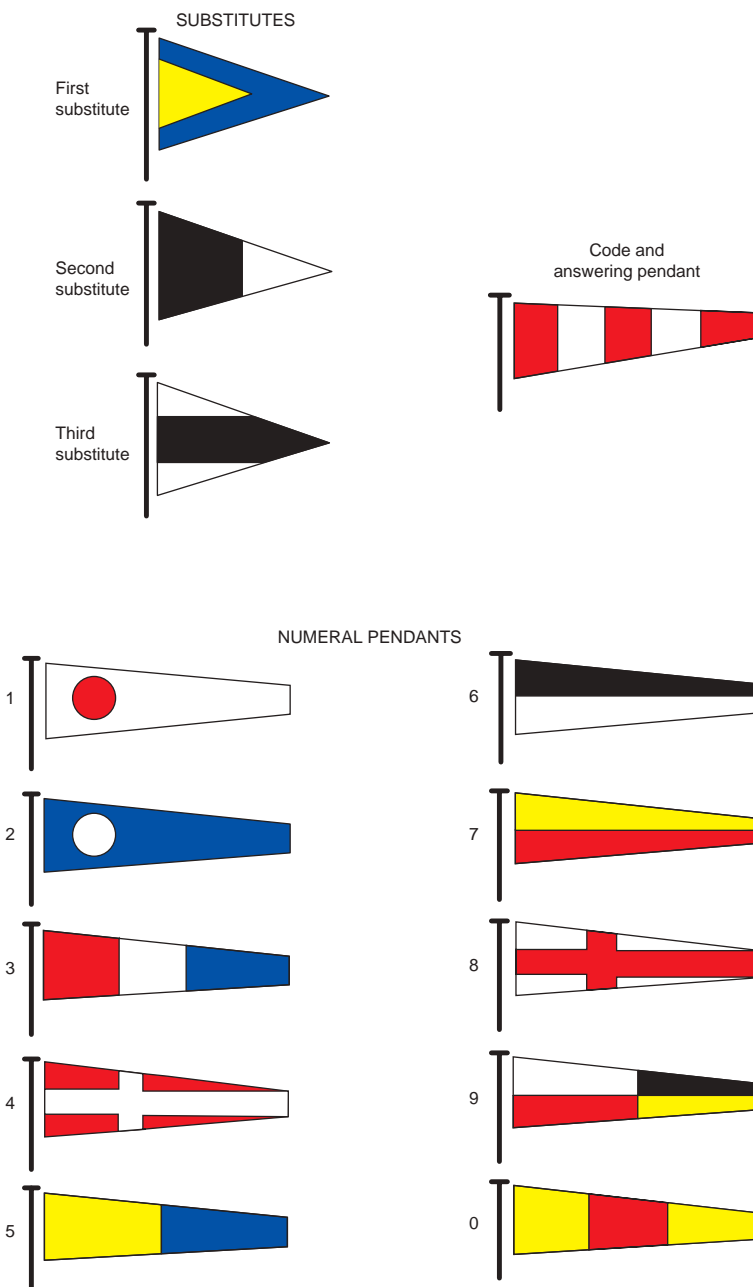 SUBSTITUTES
First
substitute
Second
substitute
Code and
answering pendant
Third
substitute
NUMERAL PENDANTS
1
6
2
7
3
8
4
9
5
0